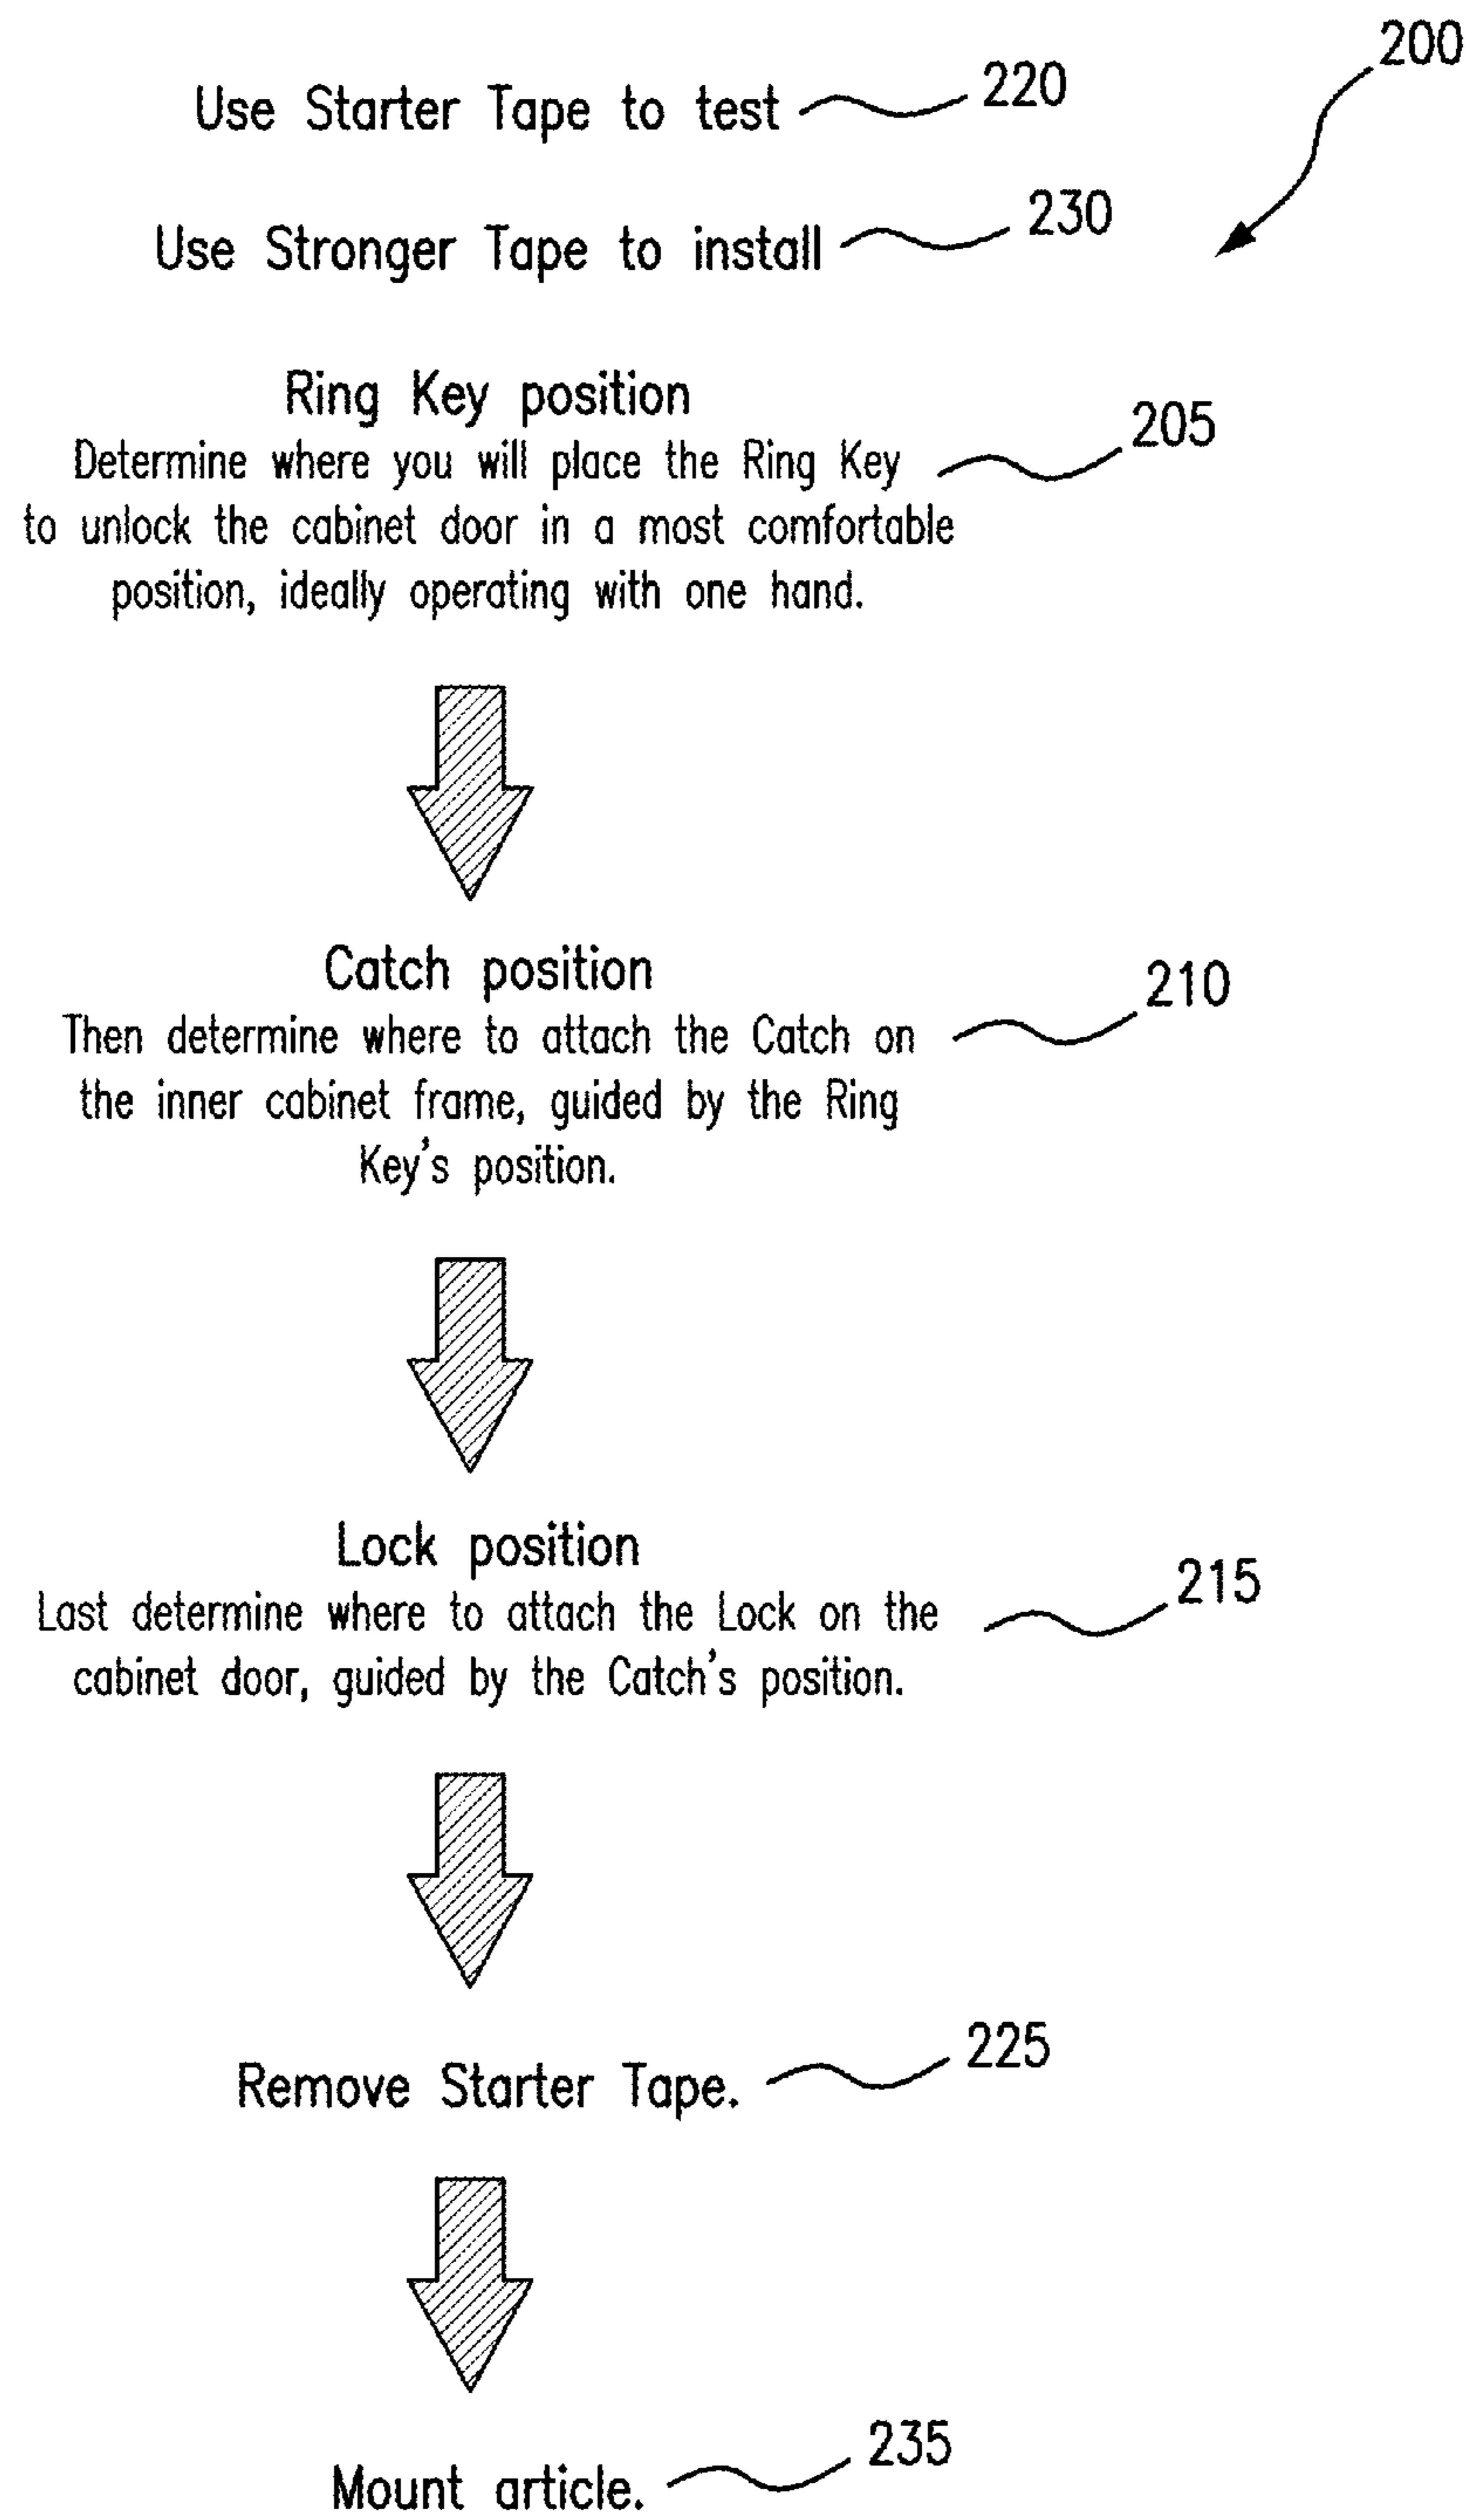 200
Use Starter Tape to test 220
Use Stronger Tape to install 230
Ring Key position
Determine where you will place the Ring Key 205
to unlock the cabinet door in a most comfortable
position, ideally operating with one hand.
Catch position
Then determine where to attach the Catch on 210
the inner cabinet frame, guided by the Ring
Key's position.
Lock position
Last determine where to attach the Lock on the 215
cabinet door, guided by the Catch's position.
Remove Starter Tape. 225
Mount article. 235